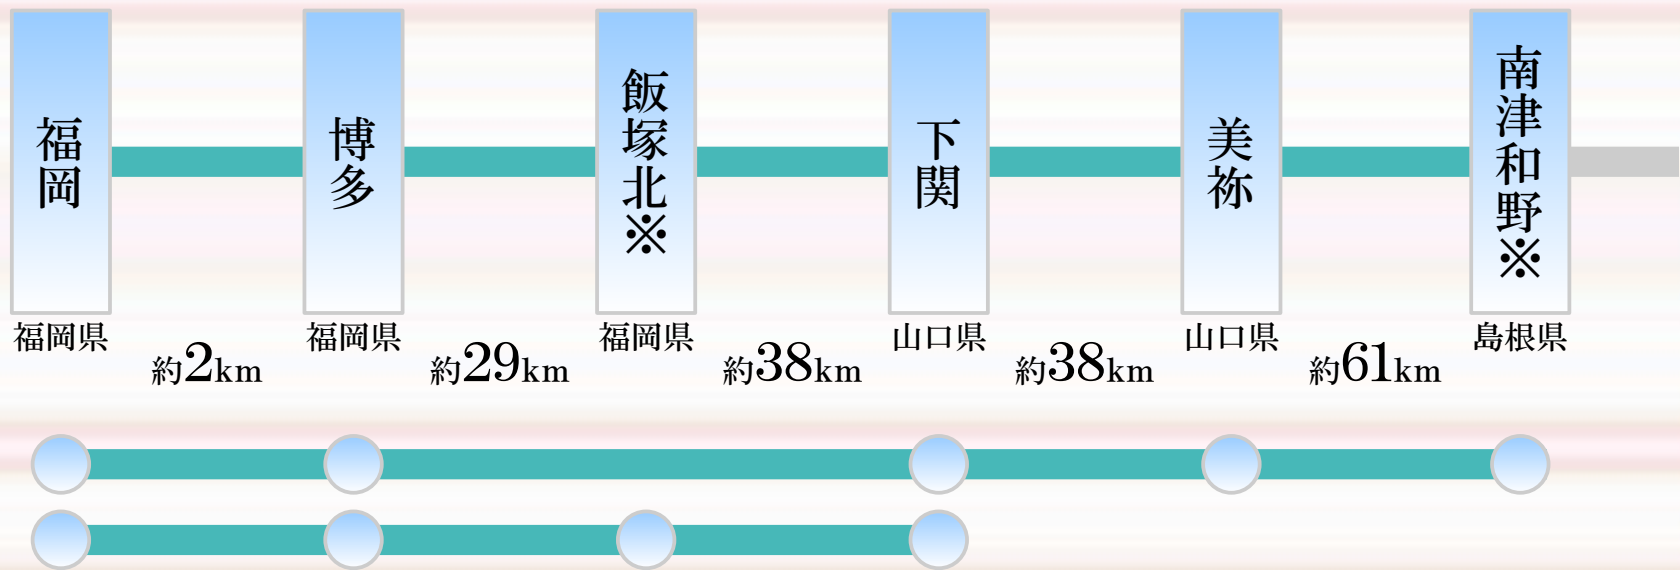 福岡
博多
飯塚北※
下関
美祢
南津和野※
福岡県
福岡県
福岡県
山口県
山口県
島根県
約2km
約29km
約38km
約38km
約61km